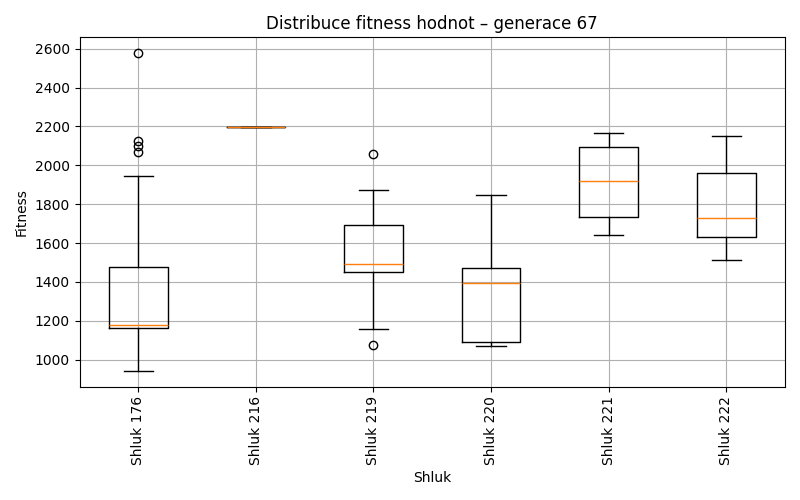 Distribuce fitness hodnot – generace 67
Fitness
2600
2400
2200
2000
1800
1600
1400
1200
1000
Shluk 176
Shluk 216
Shluk 219
Shluk 220
Shluk 221
Shluk 222
Shluk